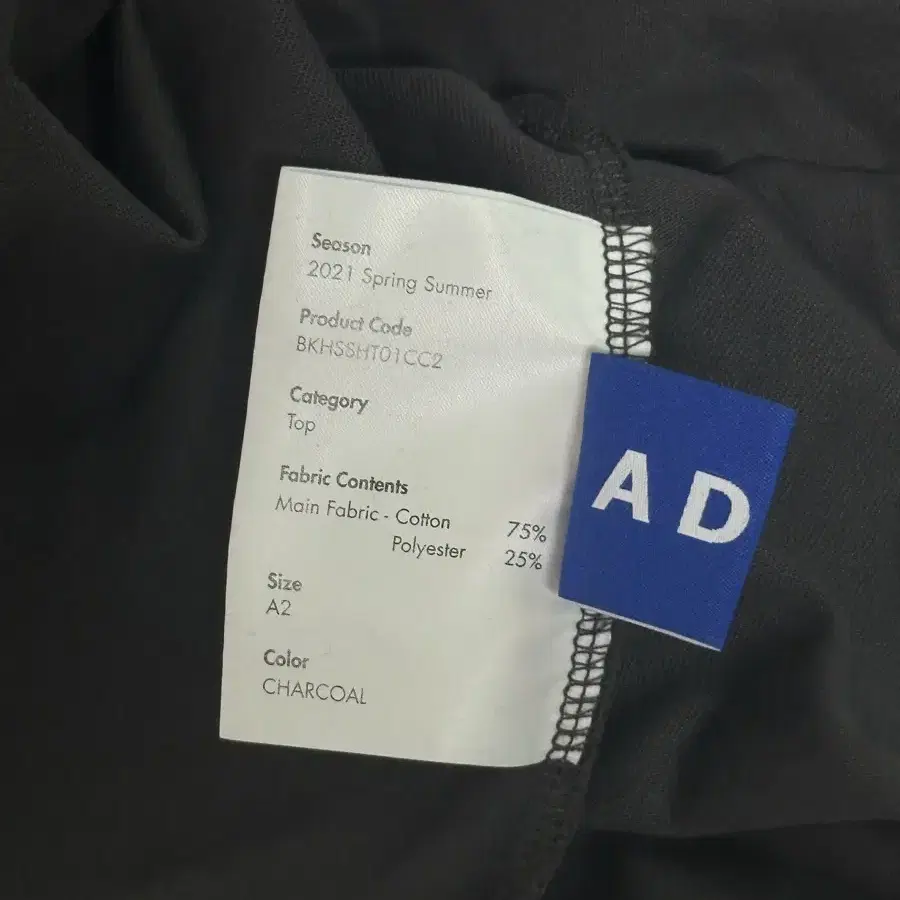 Season
2021 Spring Summer
Product Code
BKHSSHT01CC2
Category
Top
Fabric Contents
Main Fabric - Cotton 75%
Polyester 25%
Size
A2
Color
CHARCOAL
A D